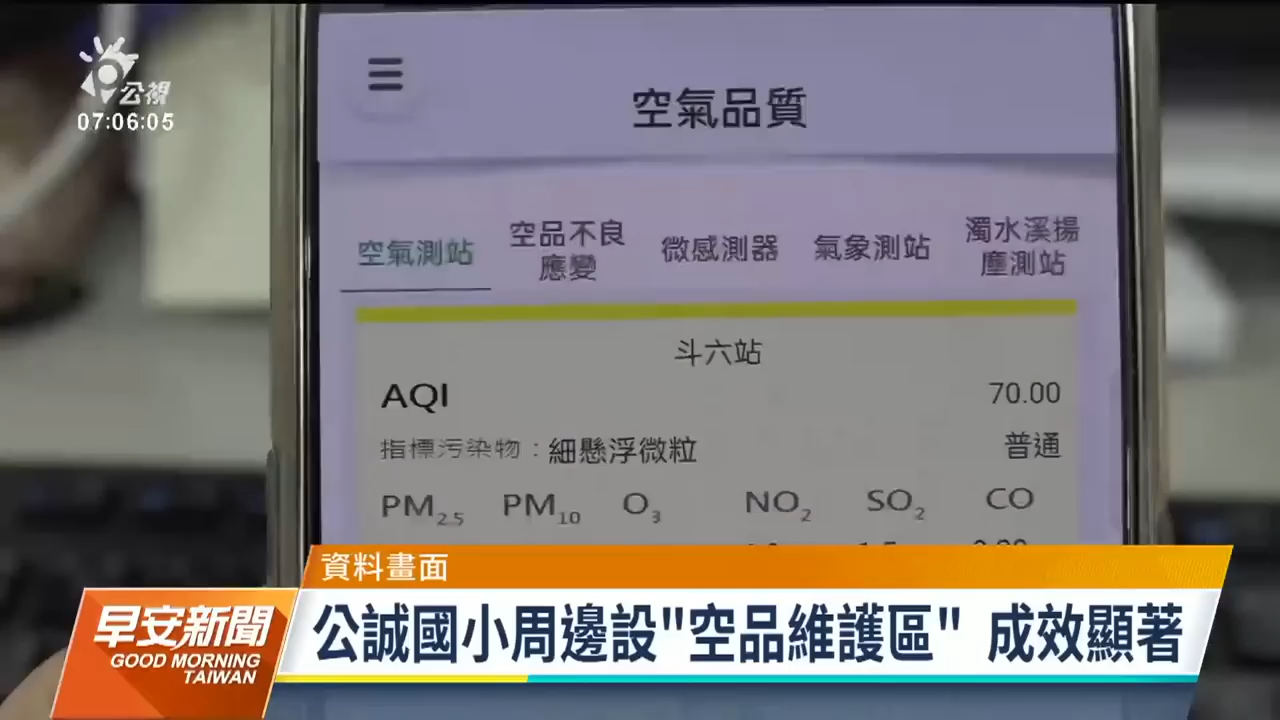 公視
07:06:05
空氣品質
空氣測站
空品不良
應變
微感測器
氣象測站
濁水溪揚
塵測站
斗六站
AQI 70.00
指標污染物：細懸浮微粒 普通
PM2.5 PM10 O3 NO2 SO2 CO
資料畫面
公誠國小周邊設"空品維護區" 成效顯著
早安新聞
GOOD MORNING
TAIWAN